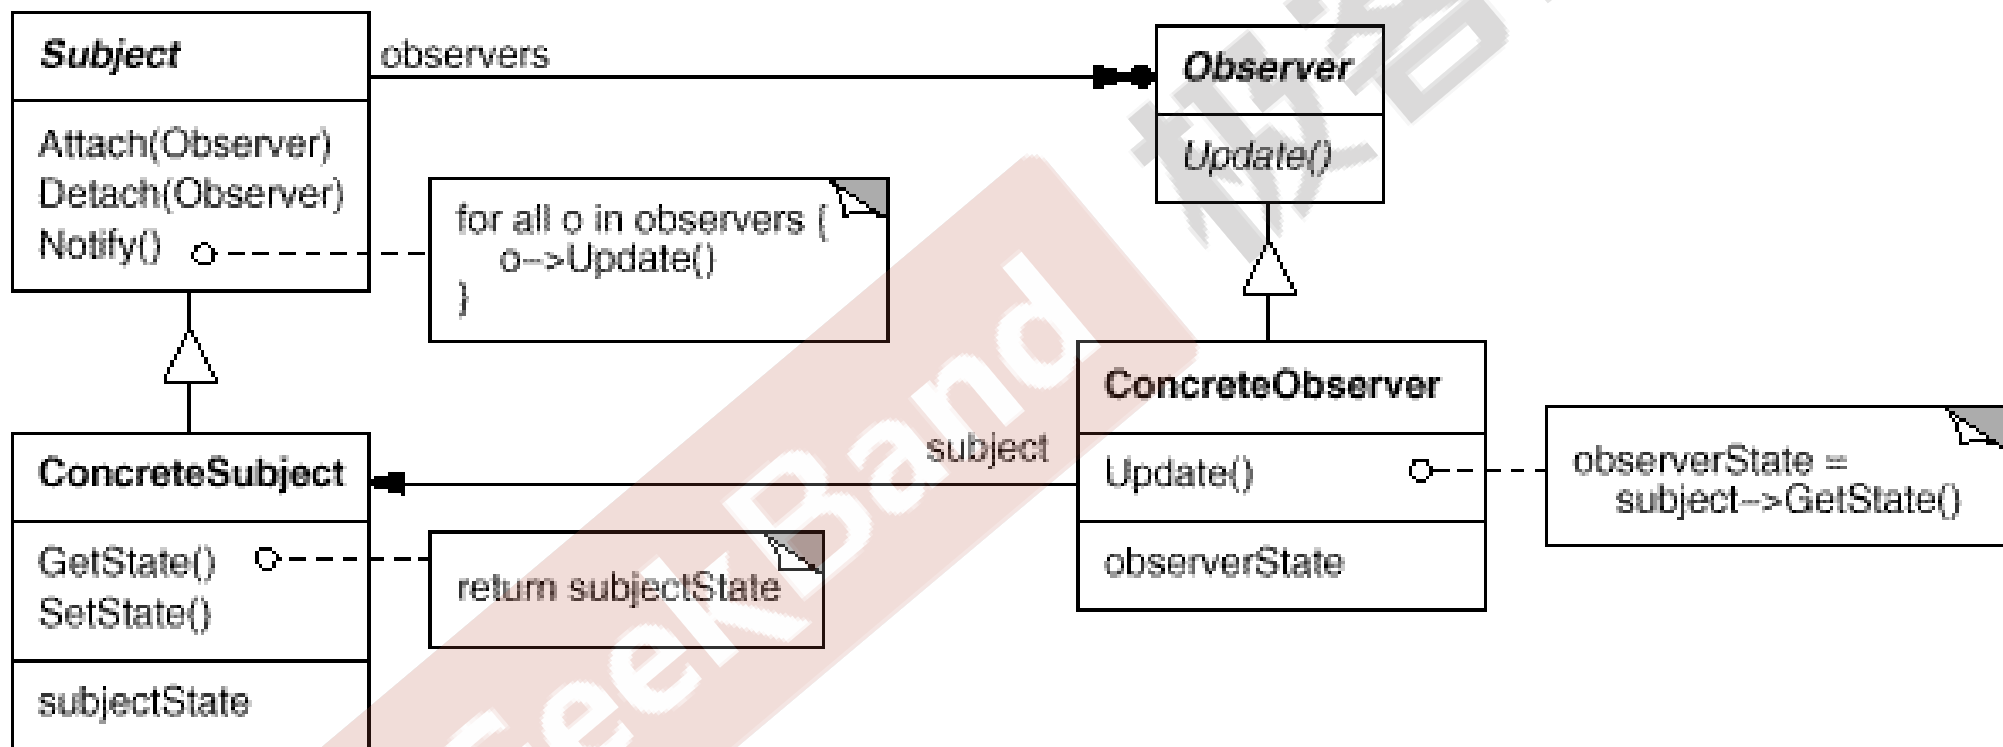 Subject
observers
Observer
Attach(Observer)
Detach(Observer)
Notify()
Update()
for all o in observers {
o–>Update()
}
ConcreteSubject
subject
ConcreteObserver
Update()
observerState =
subject–>GetState()
GetState()
SetState()
return subjectState
observerState
subjectState
SeekBand